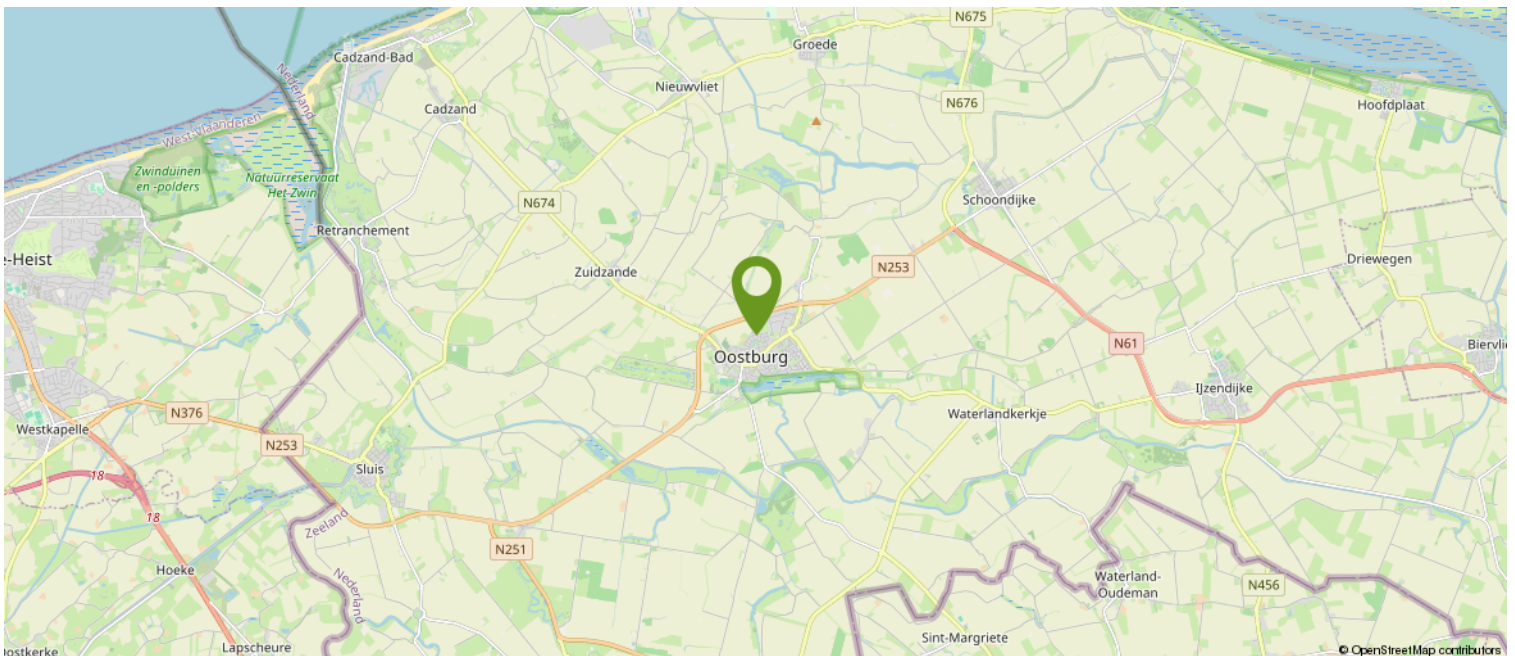 N675
Groede
Cadzand-Bad
Nederland
Nieuwvliet
Cadzand
N676
Hoofdplaat
West-Vlaanderen
Zwinduinen
en -polders
Natuurreservaat
Het Zwin
N674
Schoondijke
Retranchement
e-Heist
Zuidzande
N253
Driewegen
Oostburg
N61
Biervlie
IJzendijke
N376
Waterlandkerkje
Westkapelle
N253
Sluis
18
18
Zeeland
N251
Hoeke
Nederland
Waterland-
Oudeman
N456
Sint-Margriete
Lapscheure
ostkerke
© OpenStreetMap contributors